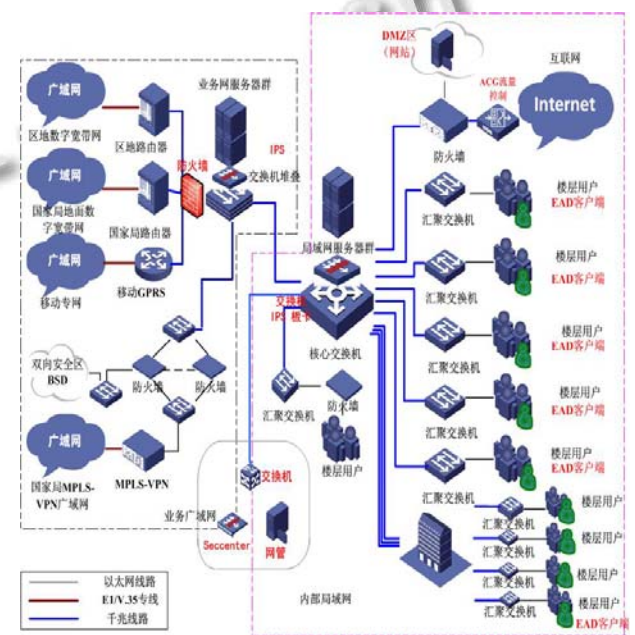 DMZ区
(网站)
互联网
ACG流量
控制
Internet
防火墙
广域网
区地数字宽带网
区地路由器
业务网服务器群
IPS
防火墙
交换机堆叠
广域网
国家局地面数
字宽带网
国家局路由器
广域网
移动专网
移动GPRS
局域网服务器群
交换机
IPS 板卡
核心交换机
汇聚交换机
楼层用户
EAD客户端
汇聚交换机
楼层用户
EAD客户端
汇聚交换机
楼层用户
EAD客户端
汇聚交换机
楼层用户
EAD客户端
汇聚交换机
楼层用户
EAD客户端
双向安全区
BSD
防火墙
防火墙
广域网
国家局MPLS-
VPN广域网
MPLS-VPN
汇聚交换机
防火墙
楼层用户
交换机
业务广域网
Seccenter
网管
汇聚交换机
楼层用户
汇聚交换机
楼层用户
汇聚交换机
楼层用户
汇聚交换机
楼层用户
EAD客户端
内部局域网
以太网线路
E1/V.35专线
千兆线路